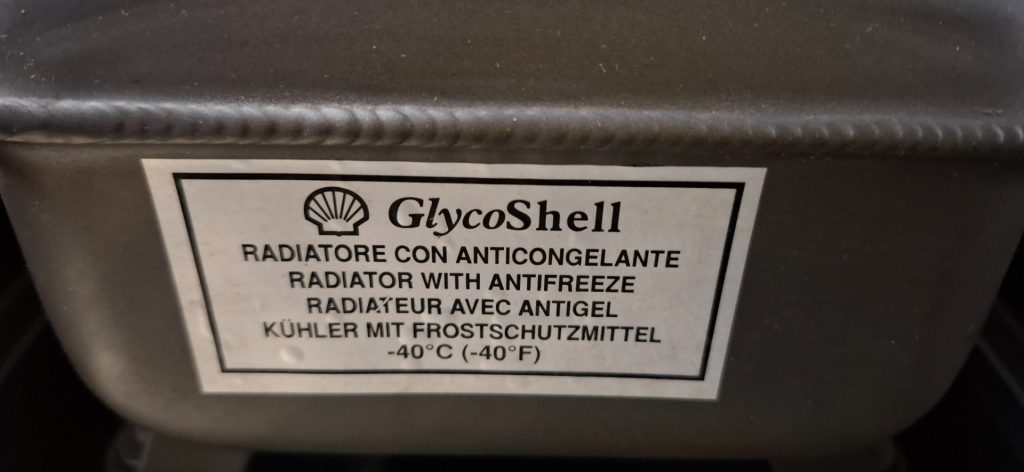 GlycoShell
RADIATORE CON ANTICONGELANTE
RADIATOR WITH ANTIFREEZE
RADIATEUR AVEC ANTIGEL
KÜHLER MIT FROSTSCHUTZMITTEL
-40°C (-40°F)